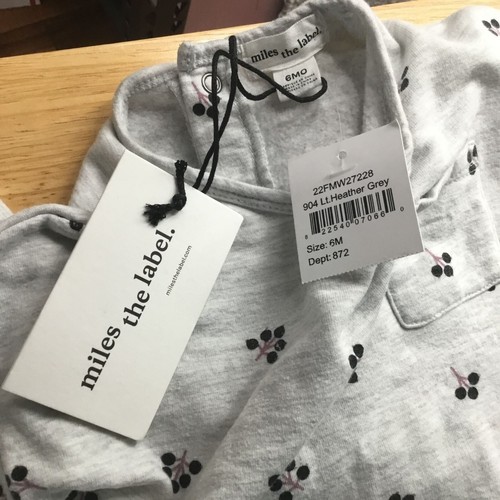 miles
the label.
6MO
miles
the label.
milesthelabel.com
22FMW27228
904 Lt.Heather Grey
0 22540 07066 0
Size: 6M
Dept: 872